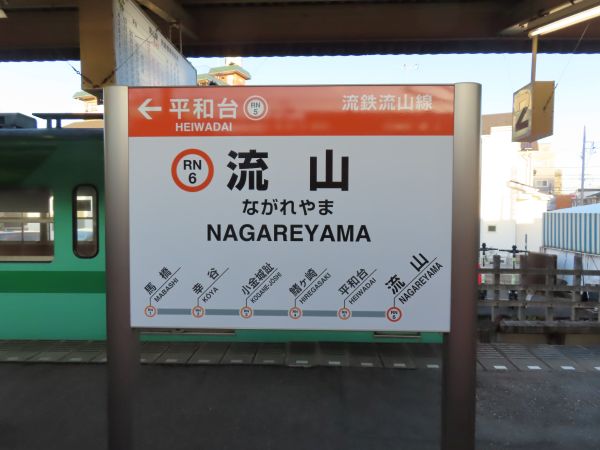 ← 平和台 RN 5 流鉄流山線
HEIWADAI
RN 6
流山
ながれやま
NAGAREYAMA
馬橋 MABASHI
幸谷 KOYA
小金城趾 KOGANE-JOSHI
鰭ヶ崎 HIREGASAKI
平和台 HEIWADAI
流山 NAGAREYAMA